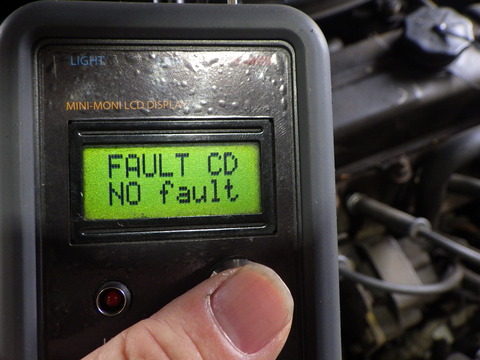 LIGHT
MINI-MONI LCD DISPLAY
FAULT CD
NO fault